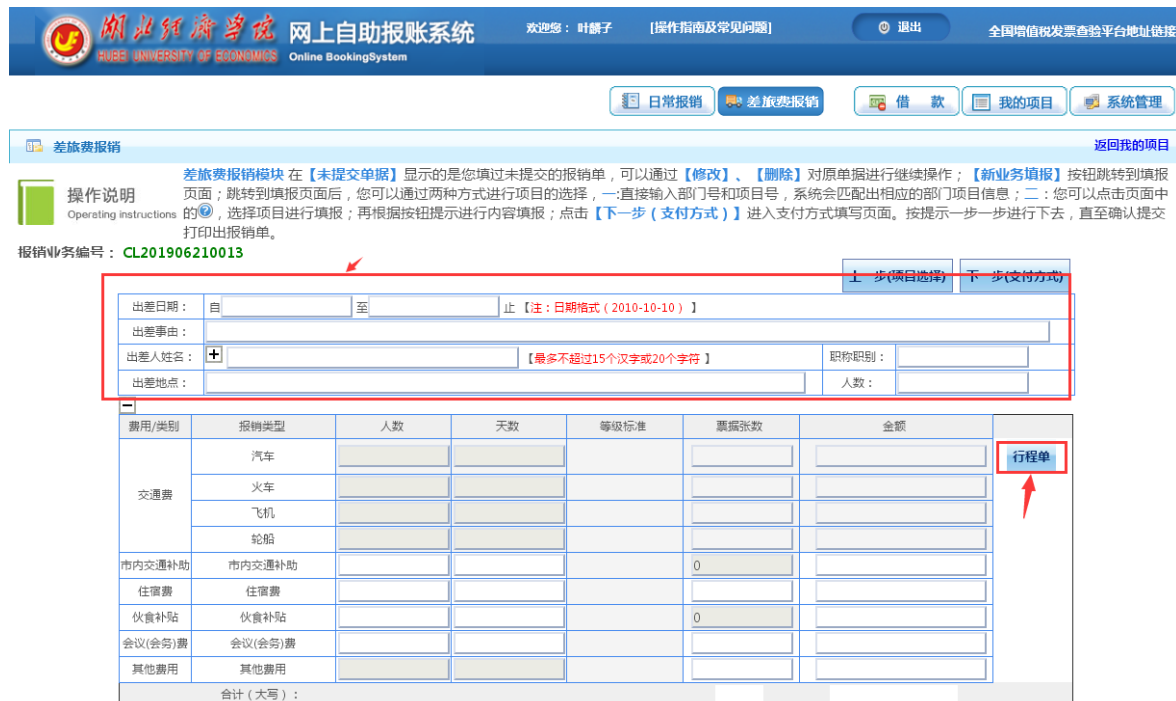 湖北经济学院 网上自助报账系统 欢迎您： 叶麟子 [操作指南及常见问题] 退出 全国增值税发票查验平台地址链接
HUBEI UNIVERSITY OF ECONOMICS Online BookingSystem
日常报销 差旅费报销 借 款 我的项目 系统管理
差旅费报销 返回我的项目
操作说明
Operating instructions
差旅费报销模块 在【未提交单据】显示的是您填过未提交的报销单，可以通过【修改】、【删除】对原单据进行继续操作；【新业务填报】按钮跳转到填报
页面；跳转到填报页面后，您可以通过两种方式进行项目的选择，一:直接输入部门号和项目号，系统会匹配出相应的部门项目信息；二：您可以点击页面中
的?，选择项目进行填报；再根据按钮提示进行内容填报；点击【下一步（支付方式）】进入支付方式填写页面。按提示一步一步进行下去，直至确认提交
打印出报销单。
报销业务编号： CL201906210013
上一步(项目选择) 下一步(支付方式)
出差日期： 自 至 止【注：日期格式（2010-10-10）】
出差事由：
出差人姓名： + 【最多不超过15个汉字或20个字符】 职称职别：
出差地点： 人数：
−
费用/类别 报销类型 人数 天数 等级标准 票据张数 金额
交通费 汽车 行程单
火车
飞机
轮船
市内交通补助 市内交通补助 0
住宿费 住宿费
伙食补贴 伙食补贴 0
会议(会务)费 会议(会务)费
其他费用 其他费用
合计（大写）：